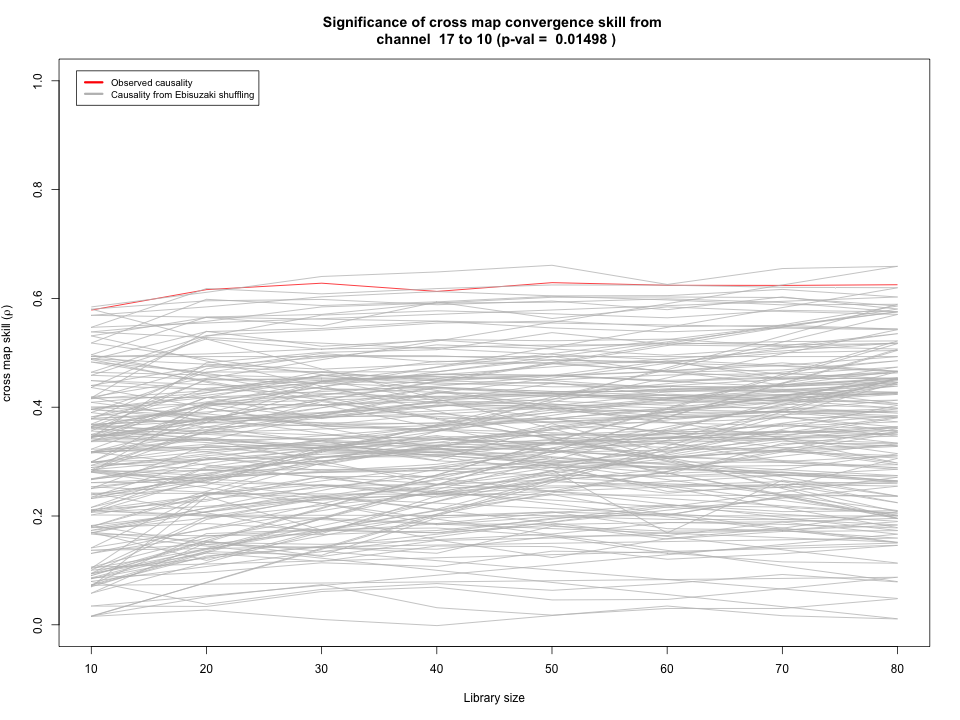 Significance of cross map convergence skill from
channel  17 to 10 (p-val =  0.01498 )
Observed causality
Causality from Ebisuzaki shuffling
1.0
0.8
0.6
0.4
0.2
0.0
cross map skill (ρ)
10 20 30 40 50 60 70 80
Library size